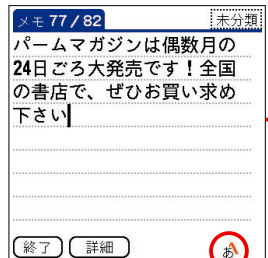 メモ 77/82
未分類
パームマガジンは偶数月の
24日ごろ大発売です！全国
の書店で、ぜひお買い求め
下さい
終了
詳細
あ